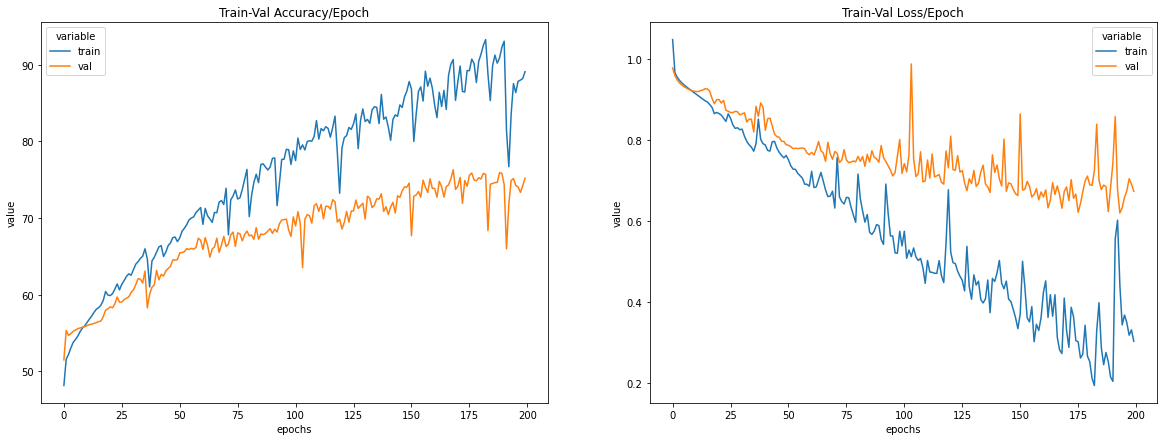 Train-Val Accuracy/Epoch
variable
train
val
90
80
70
60
50
value
0
25
50
75
100
125
150
175
200
epochs
Train-Val Loss/Epoch
variable
train
val
1.0
0.8
0.6
0.4
0.2
value
0
25
50
75
100
125
150
175
200
epochs